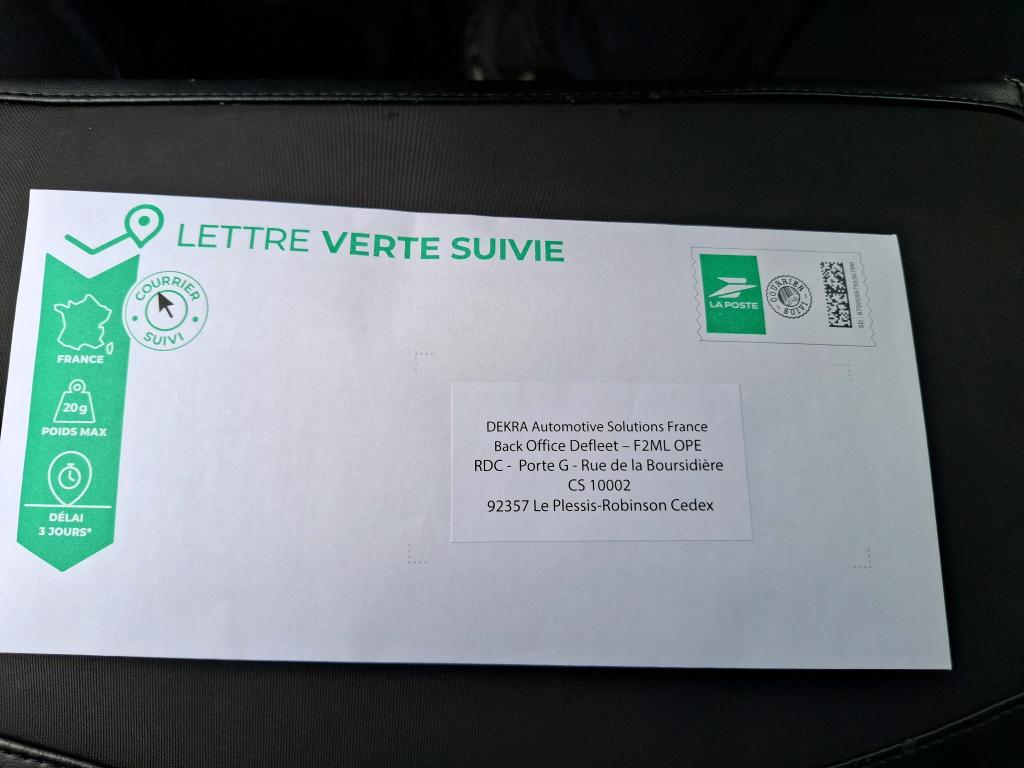 LETTRE VERTE SUIVIE
COURRIER
SUIVI
FRANCE
20g
POIDS MAX
DÉLAI
3 JOURS*
LA POSTE
COURRIER
SUIVI
DEKRA Automotive Solutions France
Back Office Defleet – F2ML OPE
RDC - Porte G - Rue de la Boursidière
CS 10002
92357 Le Plessis-Robinson Cedex